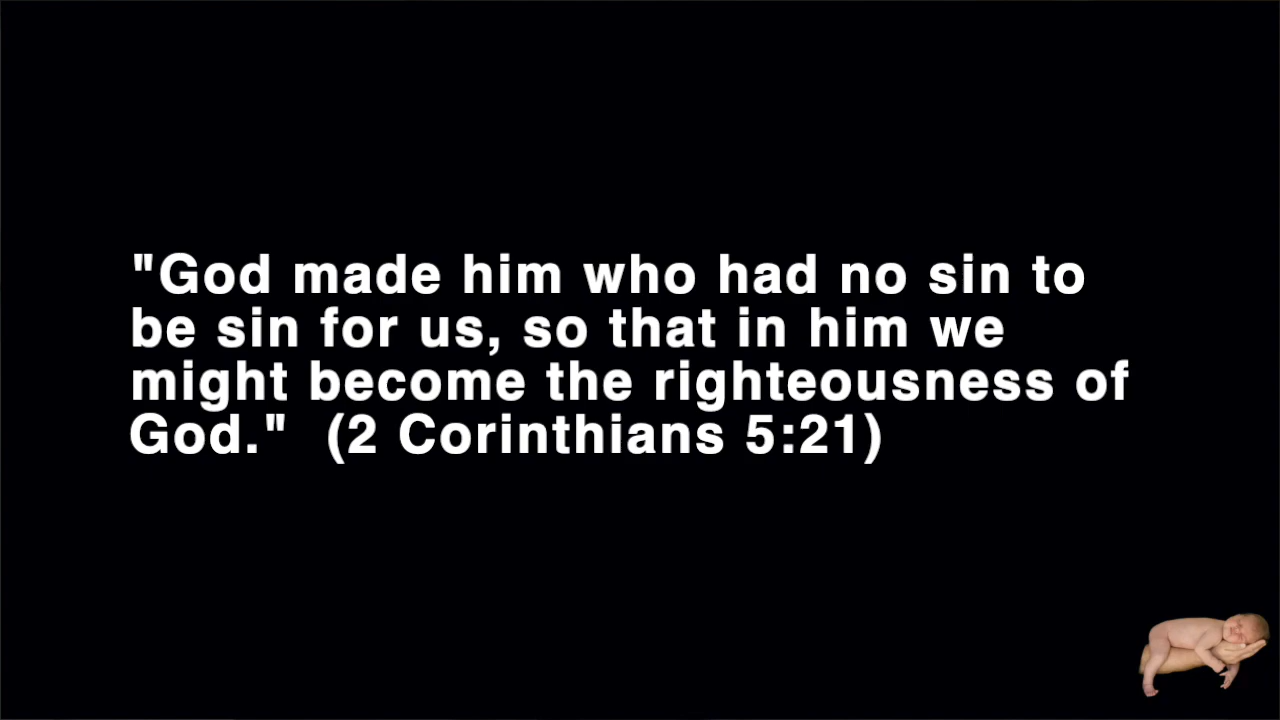 "God made him who had no sin to
be sin for us, so that in him we
might become the righteousness of
God."  (2 Corinthians 5:21)